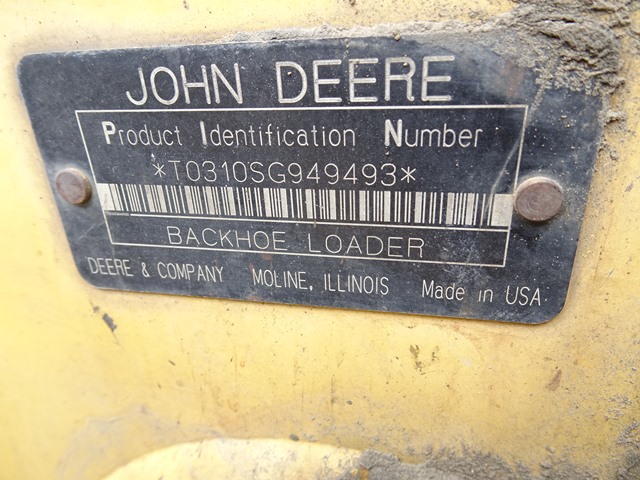 JOHN DEERE
Product Identification Number
*T0310SG949493*
BACKHOE LOADER
DEERE & COMPANY MOLINE, ILLINOIS Made in USA